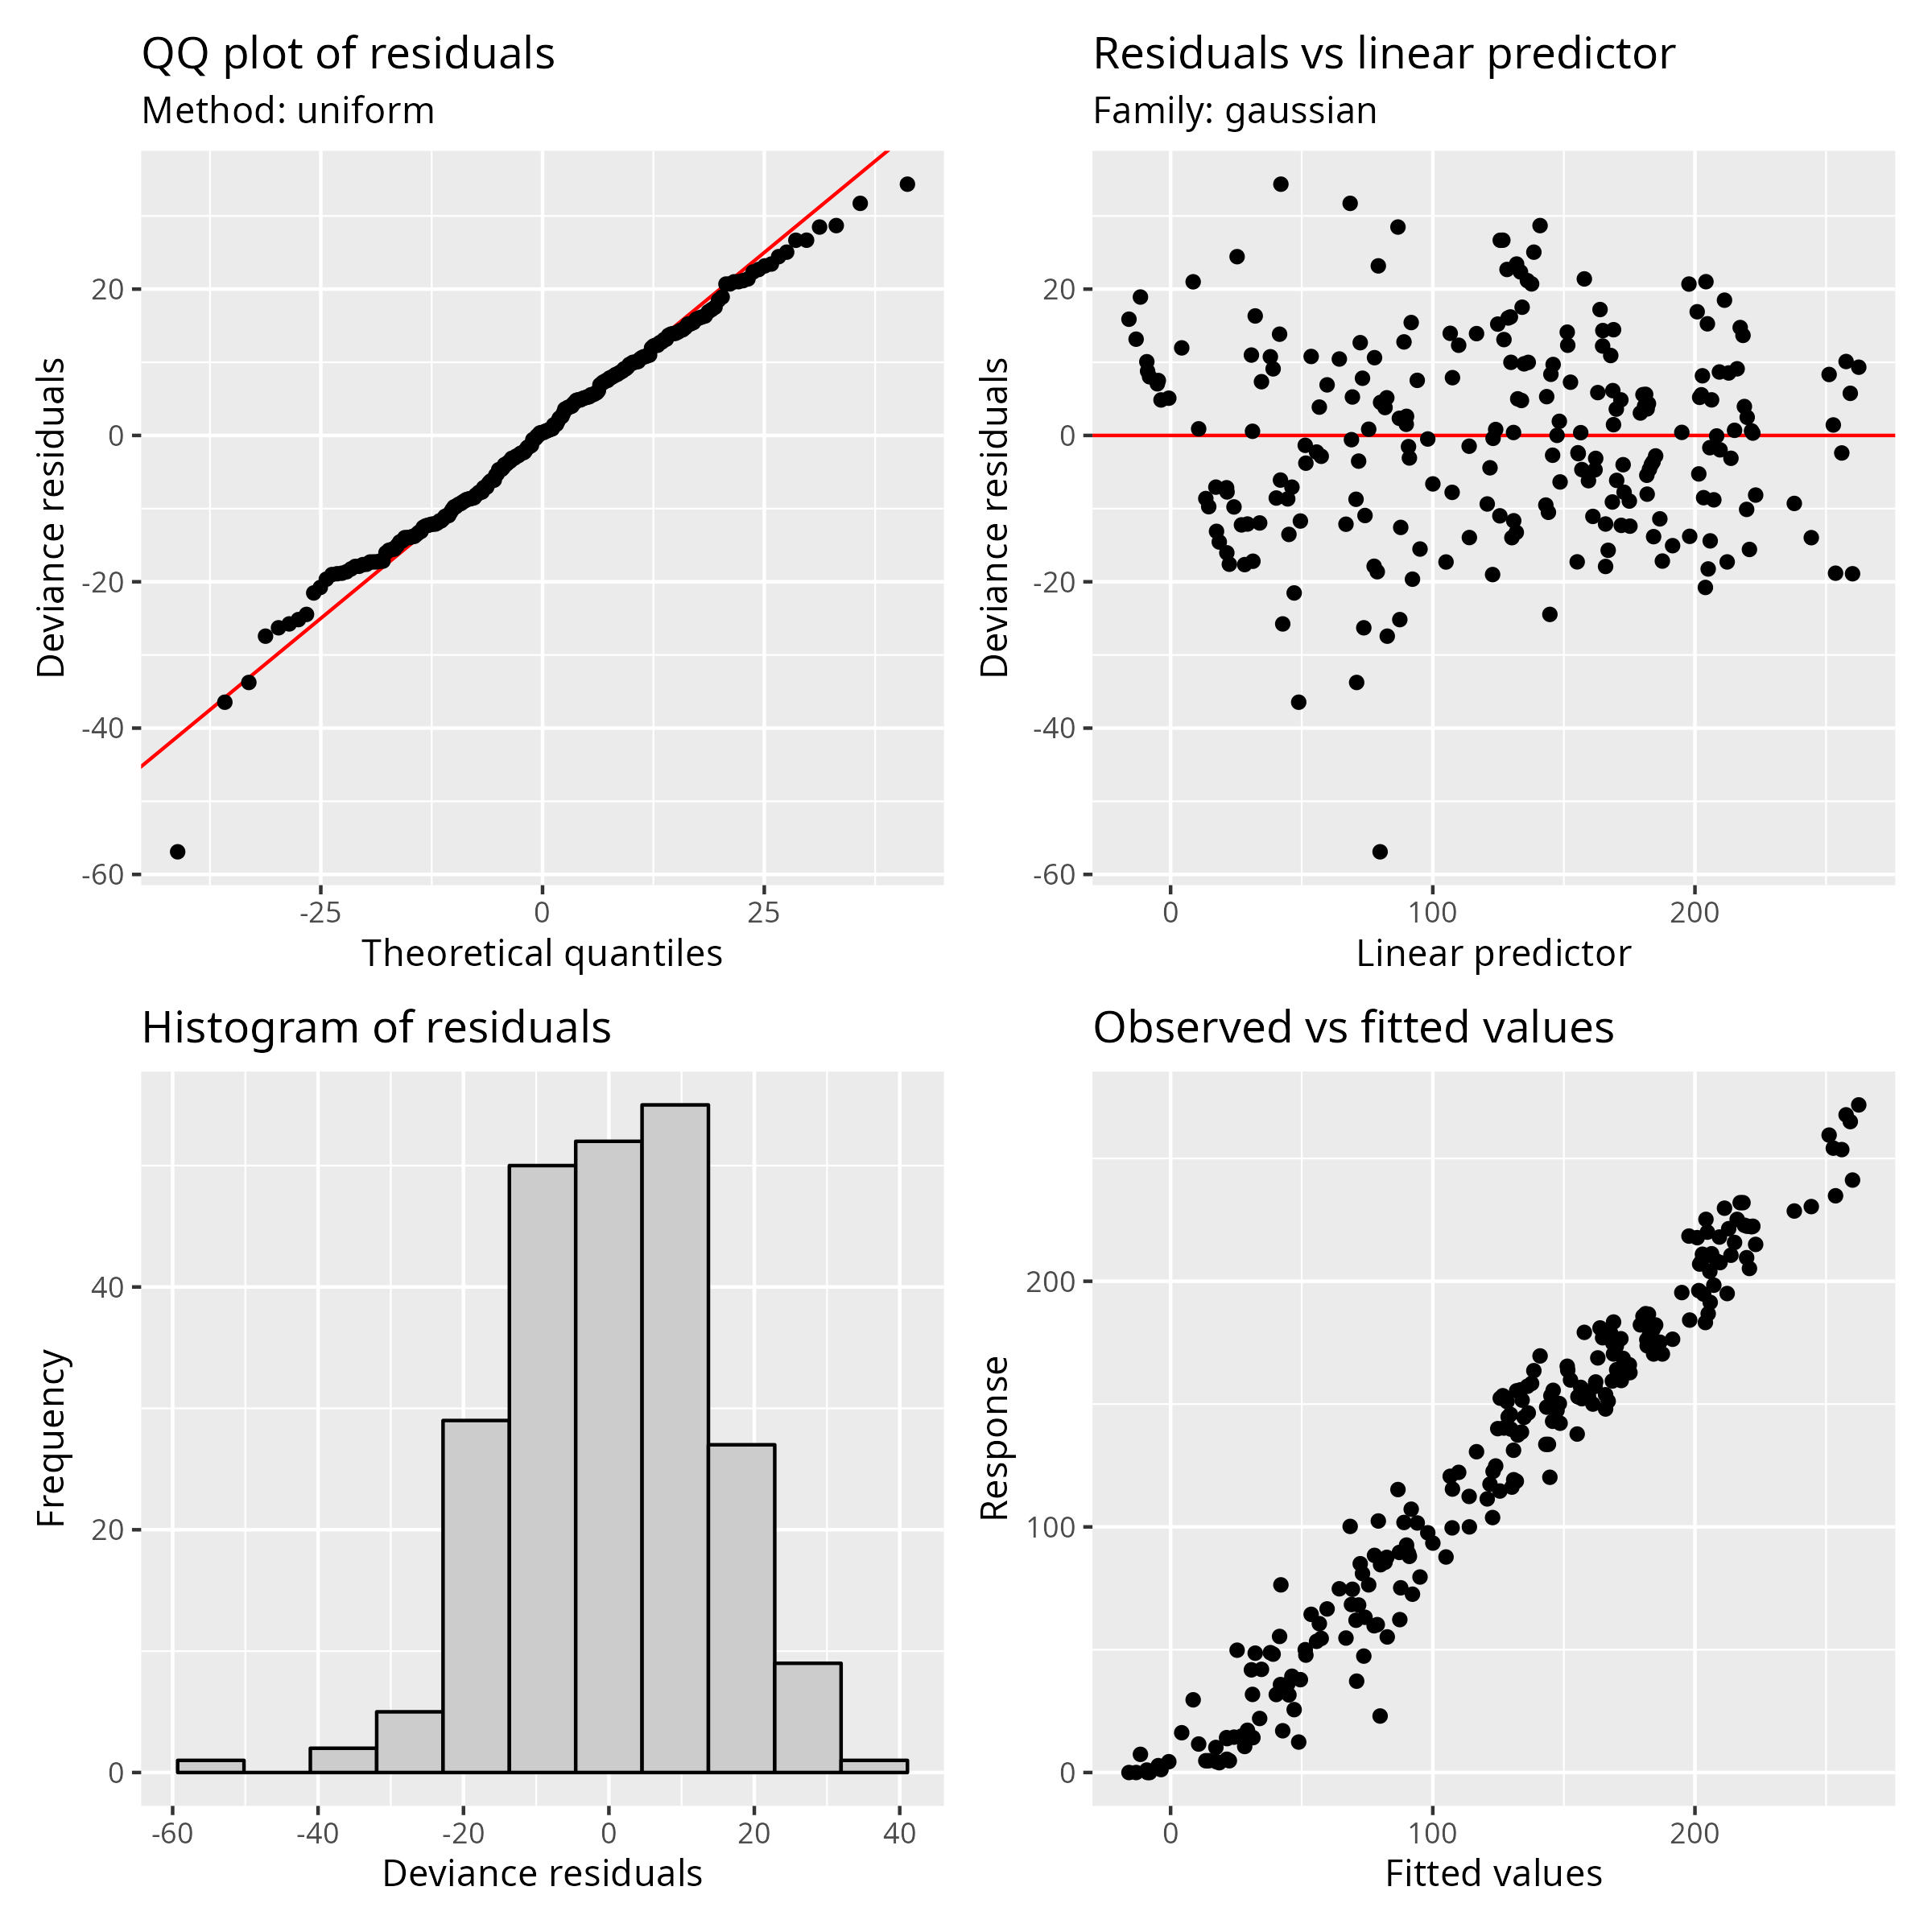 QQ plot of residuals
Method: uniform
20
0
-20
-40
-60
Deviance residuals
-25
0
25
Theoretical quantiles
Residuals vs linear predictor
Family: gaussian
20
0
-20
-40
-60
Deviance residuals
0
100
200
Linear predictor
Histogram of residuals
40
20
0
Frequency
-60
-40
-20
0
20
40
Deviance residuals
Observed vs fitted values
200
100
0
Response
0
100
200
Fitted values